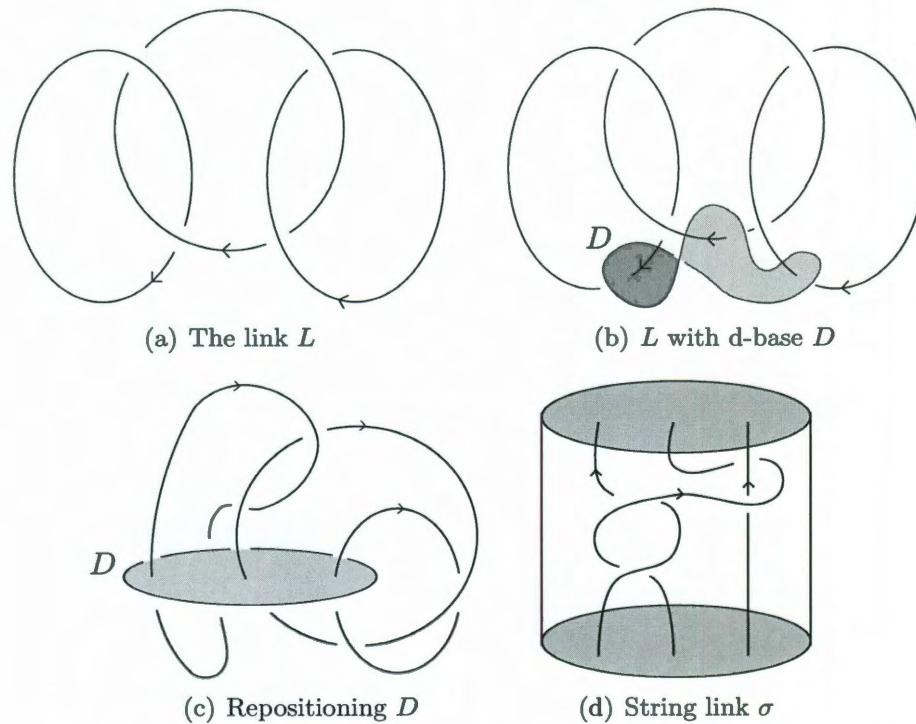 D
(a) The link L
(b) L with d-base D
D
(c) Repositioning D
(d) String link σ